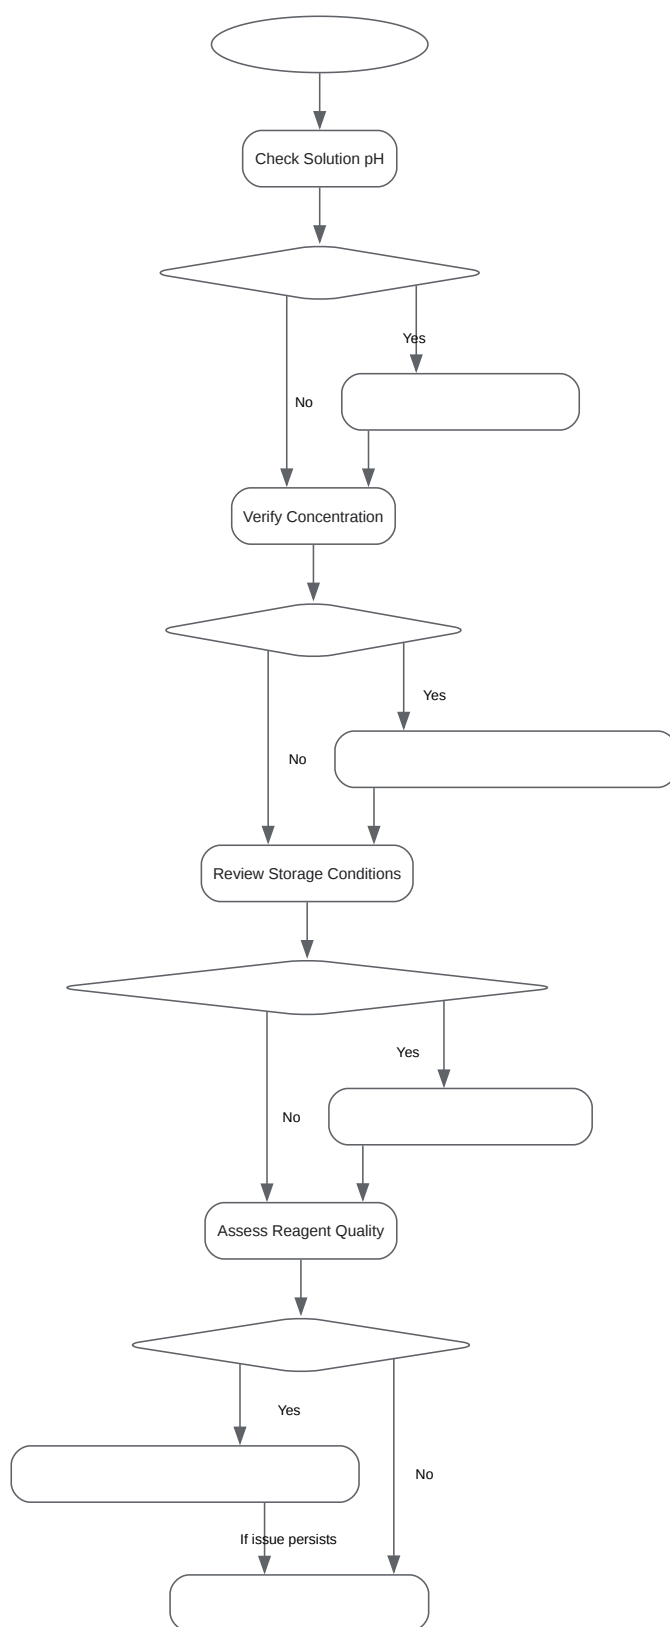 Check Solution pH
Yes
No
Verify Concentration
Yes
No
Review Storage Conditions
Yes
No
Assess Reagent Quality
Yes
No
If issue persists